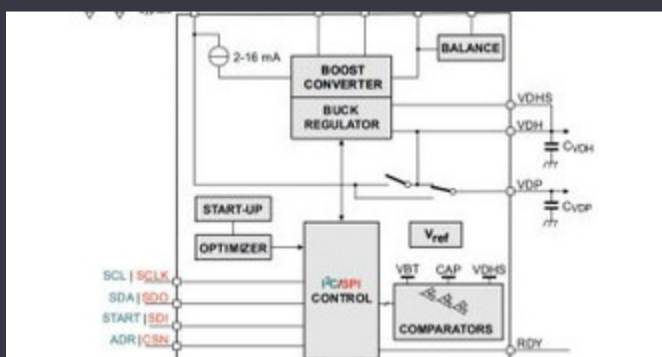 2-16 mA
BALANCE
BOOST
CONVERTER
BUCK
REGULATOR
VDHS
VDH
CVDH
VDP
CVDP
START-UP
OPTIMIZER
Vref
I²C/SPI
CONTROL
VBT CAP VDHS
COMPARATORS
SCL | SCLK
SDA | SDO
START | SDI
ADR | CSN
RDY